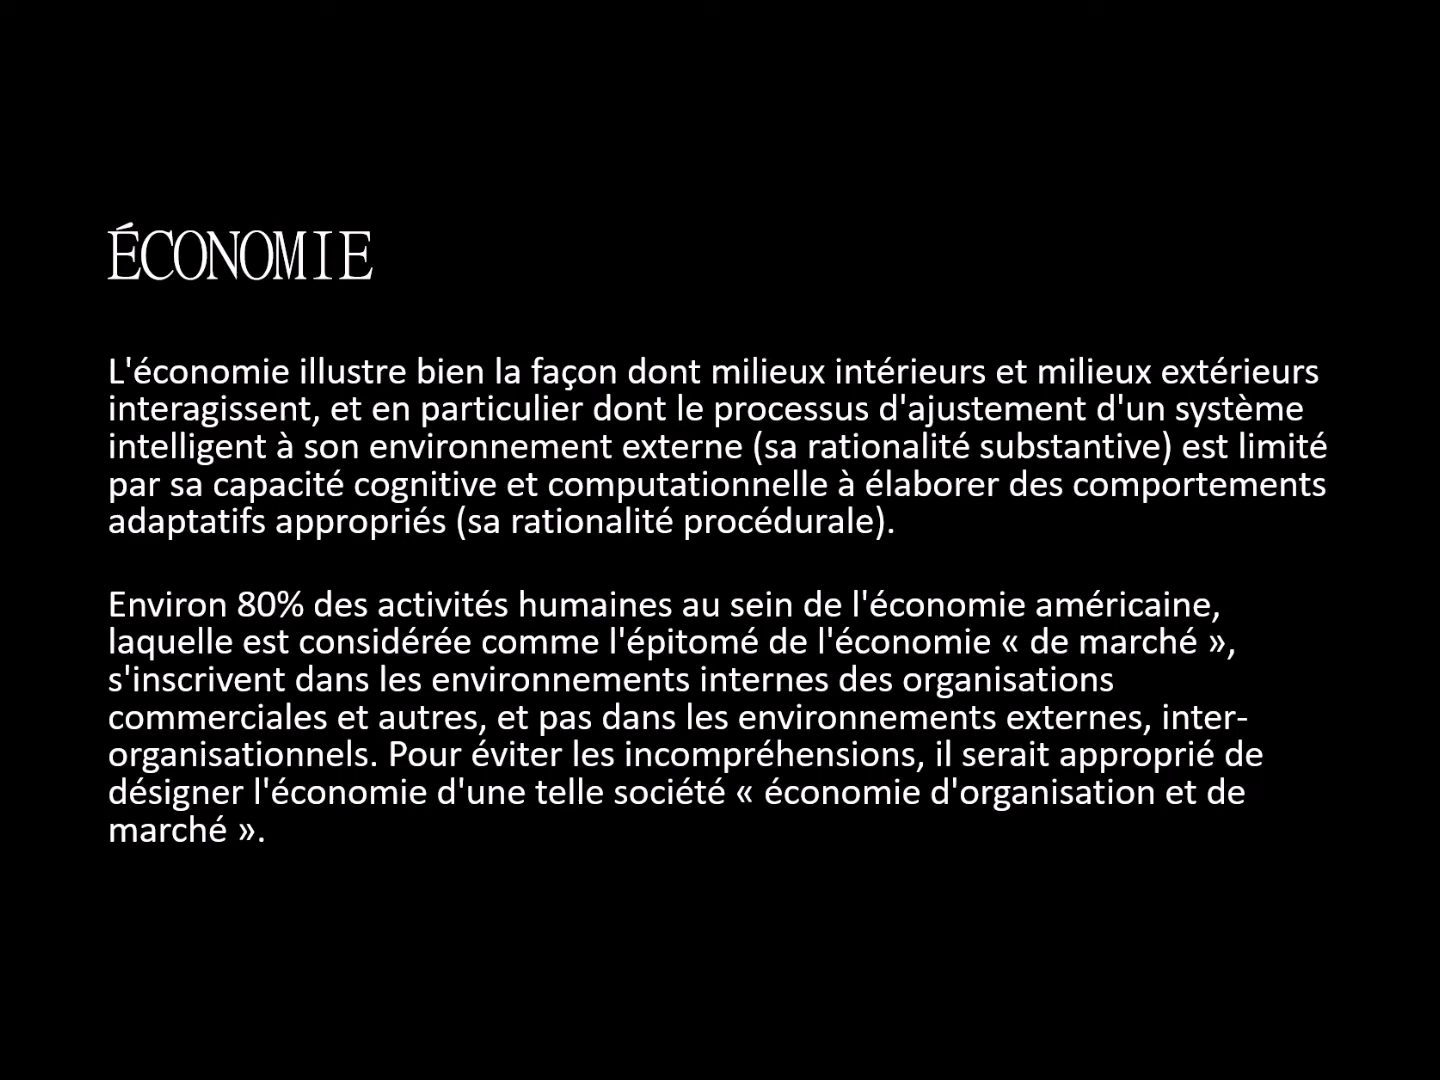 ÉCONOMIE
L'économie illustre bien la façon dont milieux intérieurs et milieux extérieurs
interagissent, et en particulier dont le processus d'ajustement d'un système
intelligent à son environnement externe (sa rationalité substantive) est limité
par sa capacité cognitive et computationnelle à élaborer des comportements
adaptatifs appropriés (sa rationalité procédurale).
Environ 80% des activités humaines au sein de l'économie américaine,
laquelle est considérée comme l'épitomé de l'économie « de marché »,
s'inscrivent dans les environnements internes des organisations
commerciales et autres, et pas dans les environnements externes, inter-
organisationnels. Pour éviter les incompréhensions, il serait approprié de
désigner l'économie d'une telle société « économie d'organisation et de
marché ».